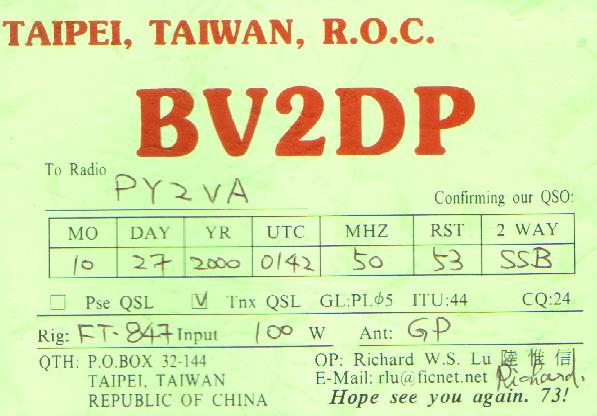 TAIPEI, TAIWAN, R.O.C.
BV2DP
To Radio PY2VA
Confirming our QSO:
MO DAY YR UTC MHZ RST 2 WAY
10 27 2000 0142 50 53 SSB
☐ Pse QSL ☑ Tnx QSL GL:PLϕ5 ITU:44 CQ:24
Rig: FT-847 Input 100 W Ant: GP
QTH: P.O.BOX 32-144 OP: Richard W.S. Lu 陸惟信
TAIPEI, TAIWAN E-Mail: rlu@ficnet.net Richard.
REPUBLIC OF CHINA Hope see you again. 73!